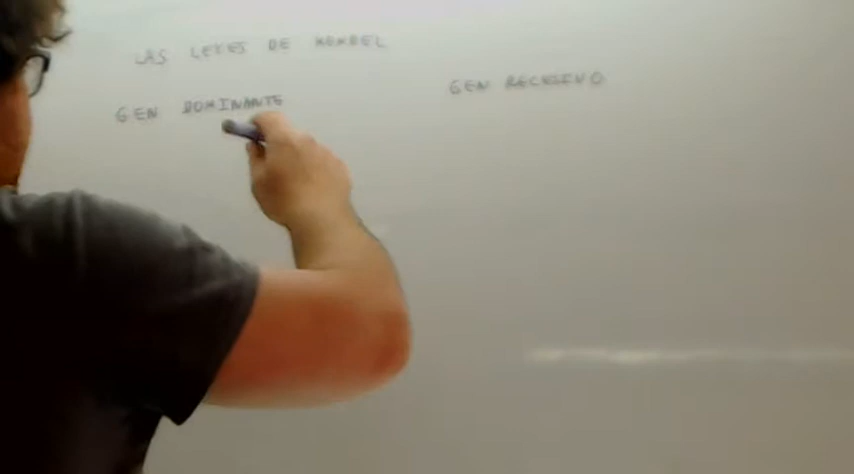 LAS LEYES DE MENDEL
GEN DOMINANTE
GEN RECESIVO